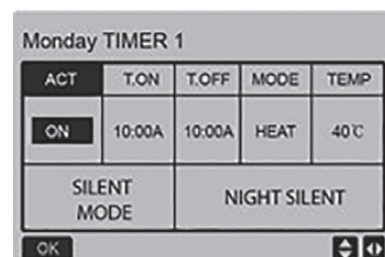 Monday TIMER 1
ACT T.ON T.OFF MODE TEMP
ON 10:00A 10:00A HEAT 40℃
SILENT MODE NIGHT SILENT
OK